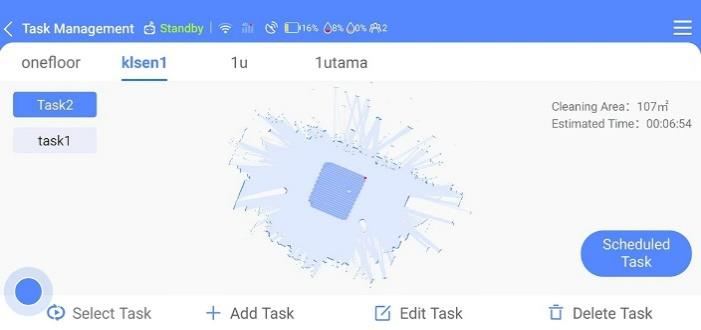 Task Management Standby 16% 8% 0% 2
onefloor klsen1 1u 1utama
Task2
task1
Cleaning Area: 107㎡
Estimated Time: 00:06:54
Scheduled
Task
Select Task Add Task Edit Task Delete Task